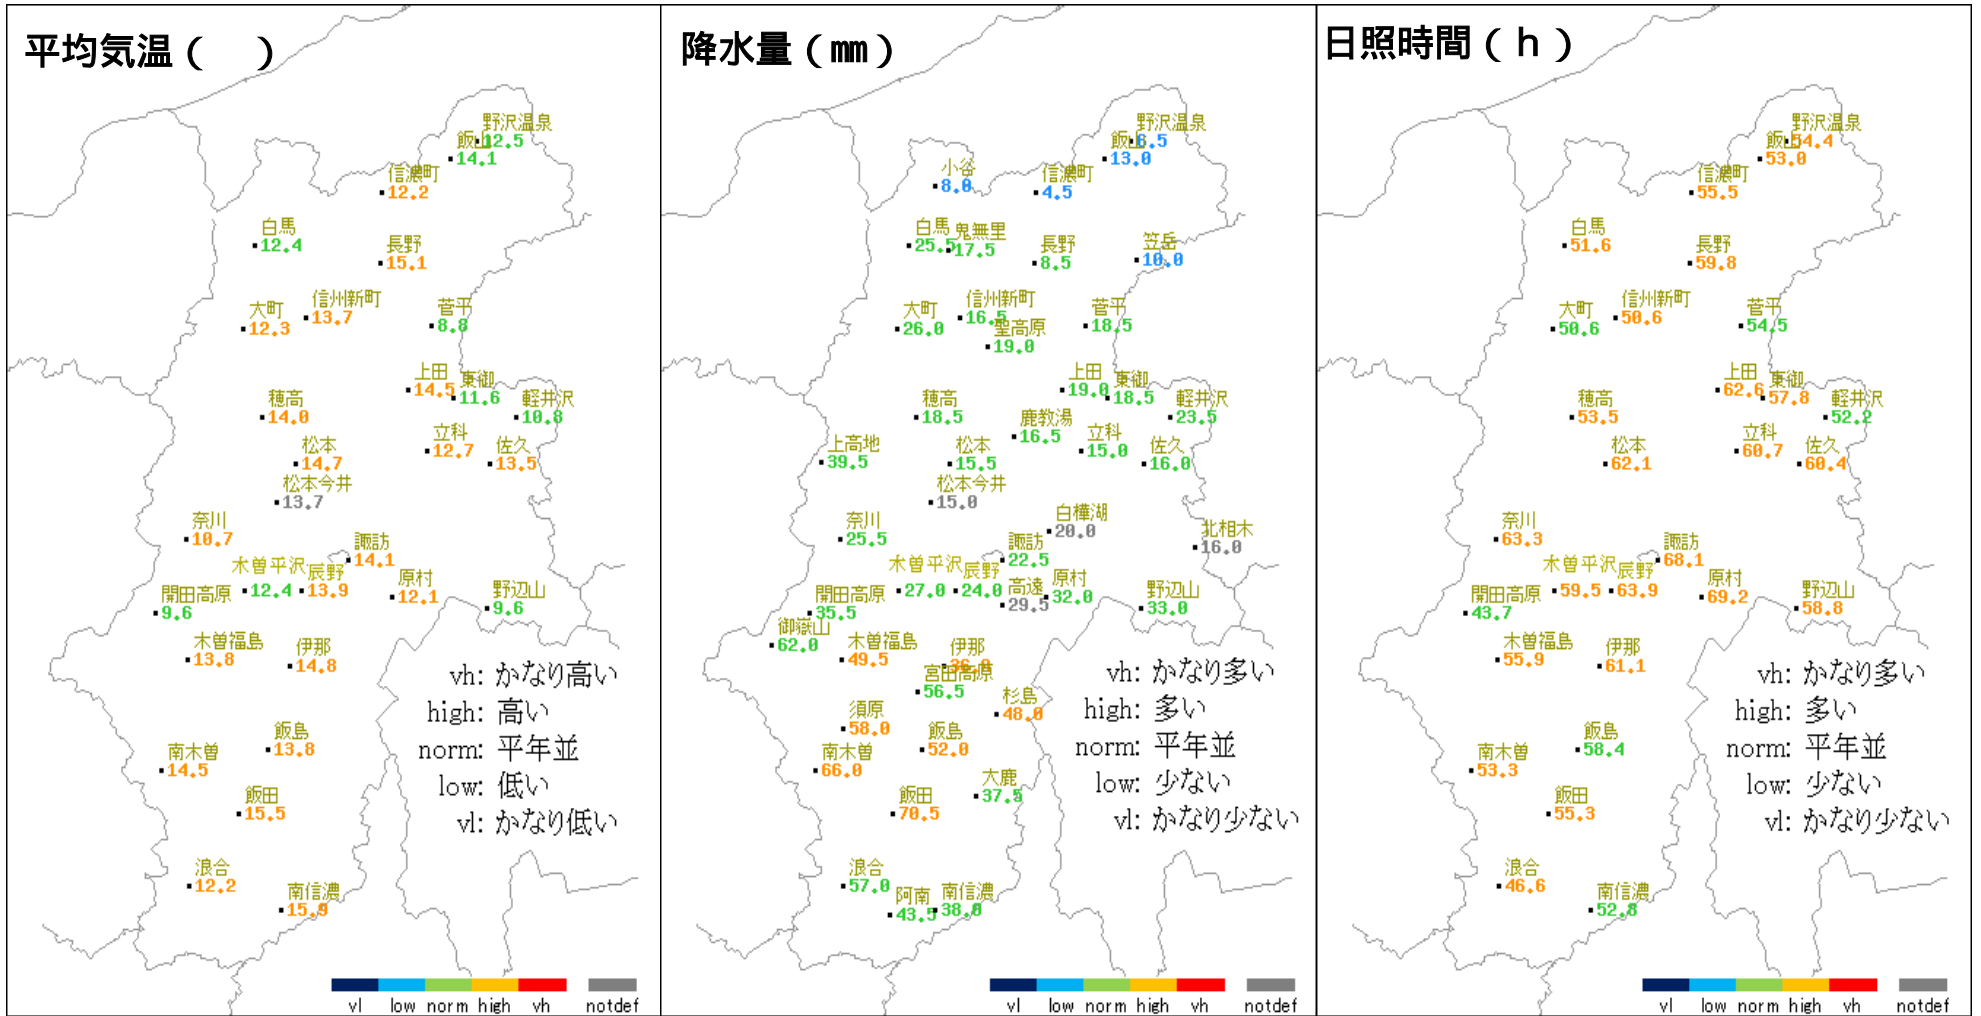 平均気温（　）
野沢温泉
12.5
飯山
14.1
信濃町
12.2
白馬
12.4
長野
15.1
信州新町
13.7
大町
12.3
菅平
8.8
上田
14.5
東御
11.6
軽井沢
10.8
穂高
14.0
立科
12.7
佐久
13.5
松本
14.7
松本今井
13.7
奈川
10.7
諏訪
14.1
木曽平沢
12.4
辰野
13.9
原村
12.1
開田高原
9.6
野辺山
9.6
木曽福島
13.8
伊那
14.8
飯島
13.8
南木曽
14.5
飯田
15.5
浪合
12.2
南信濃
15.9
vh: かなり高い
high: 高い
norm: 平年並
low: 低い
vl: かなり低い
vl low norm high vh notdef
降水量（㎜）
野沢温泉
6.5
飯山
13.0
小谷
8.0
信濃町
4.5
白馬
25.5
鬼無里
17.5
長野
8.5
笠岳
10.0
信州新町
16.5
大町
26.0
菅平
18.5
聖高原
19.0
上田
19.0
東御
18.5
軽井沢
23.5
穂高
18.5
鹿教湯
16.5
立科
15.0
佐久
16.0
上高地
39.5
松本
15.5
松本今井
15.0
白樺湖
20.0
奈川
25.5
北相木
16.0
諏訪
22.5
木曽平沢
27.0
辰野
24.0
高遠
29.5
原村
32.0
開田高原
35.5
野辺山
33.0
御嶽山
62.0
木曽福島
49.5
伊那
宮田高原
56.5
杉島
48.0
須原
58.0
飯島
52.0
南木曽
66.0
大鹿
37.5
飯田
70.5
浪合
57.0
阿南
43.5
南信濃
38.0
vh: かなり多い
high: 多い
norm: 平年並
low: 少ない
vl: かなり少ない
vl low norm high vh notdef
日照時間（ｈ）
野沢温泉
54.4
飯山
53.0
信濃町
55.5
白馬
51.6
長野
59.8
信州新町
50.6
大町
50.6
菅平
54.5
上田
62.6
東御
57.8
軽井沢
52.2
穂高
53.5
立科
60.7
佐久
60.4
松本
62.1
奈川
63.3
諏訪
68.1
木曽平沢
59.5
辰野
63.9
原村
69.2
開田高原
43.7
野辺山
58.8
木曽福島
55.9
伊那
61.1
飯島
58.4
南木曽
53.3
飯田
55.3
浪合
46.6
南信濃
52.8
vh: かなり多い
high: 多い
norm: 平年並
low: 少ない
vl: かなり少ない
vl low norm high vh notdef